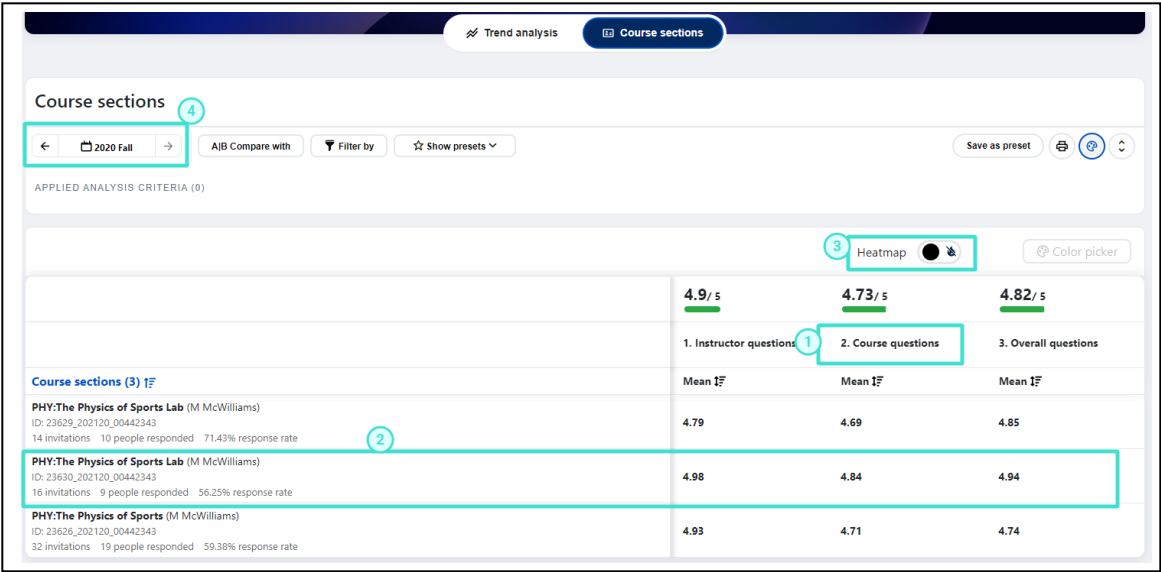 Trend analysis
Course sections
Course sections
4
2020 Fall
A|B Compare with
Filter by
Show presets
Save as preset
APPLIED ANALYSIS CRITERIA (0)
3
Heatmap
Color picker
4.9/ 5
4.73/ 5
4.82/ 5
1. Instructor questions
1
2. Course questions
3. Overall questions
Course sections (3)
Mean
Mean
Mean
PHY:The Physics of Sports Lab (M McWilliams)
ID: 23629_202120_00442343
14 invitations 10 people responded 71.43% response rate
4.79
4.69
4.85
2
PHY:The Physics of Sports Lab (M McWilliams)
ID: 23630_202120_00442343
16 invitations 9 people responded 56.25% response rate
4.98
4.84
4.94
PHY:The Physics of Sports (M McWilliams)
ID: 23626_202120_00442343
32 invitations 19 people responded 59.38% response rate
4.93
4.71
4.74